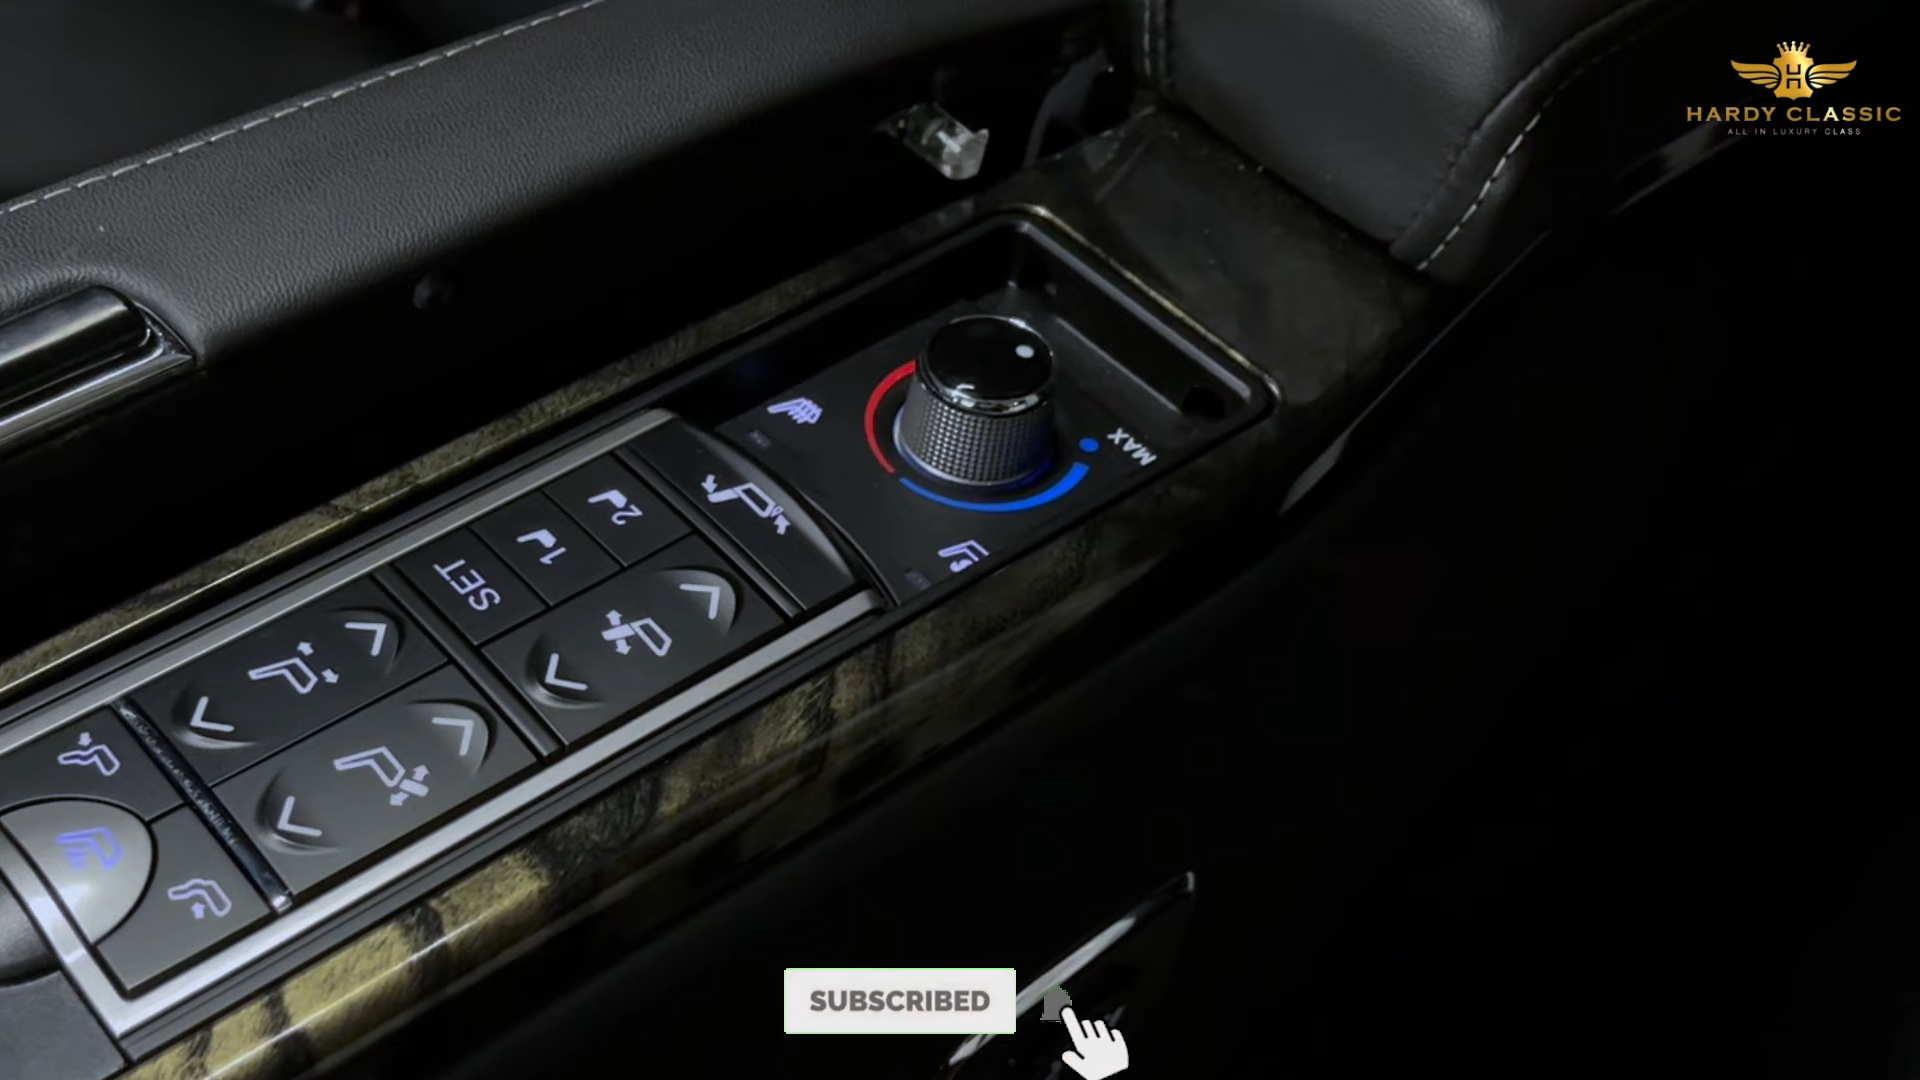 HARDY CLASSIC
ALL IN LUXURY CLASS
MAX
2
1
SET
SUBSCRIBED